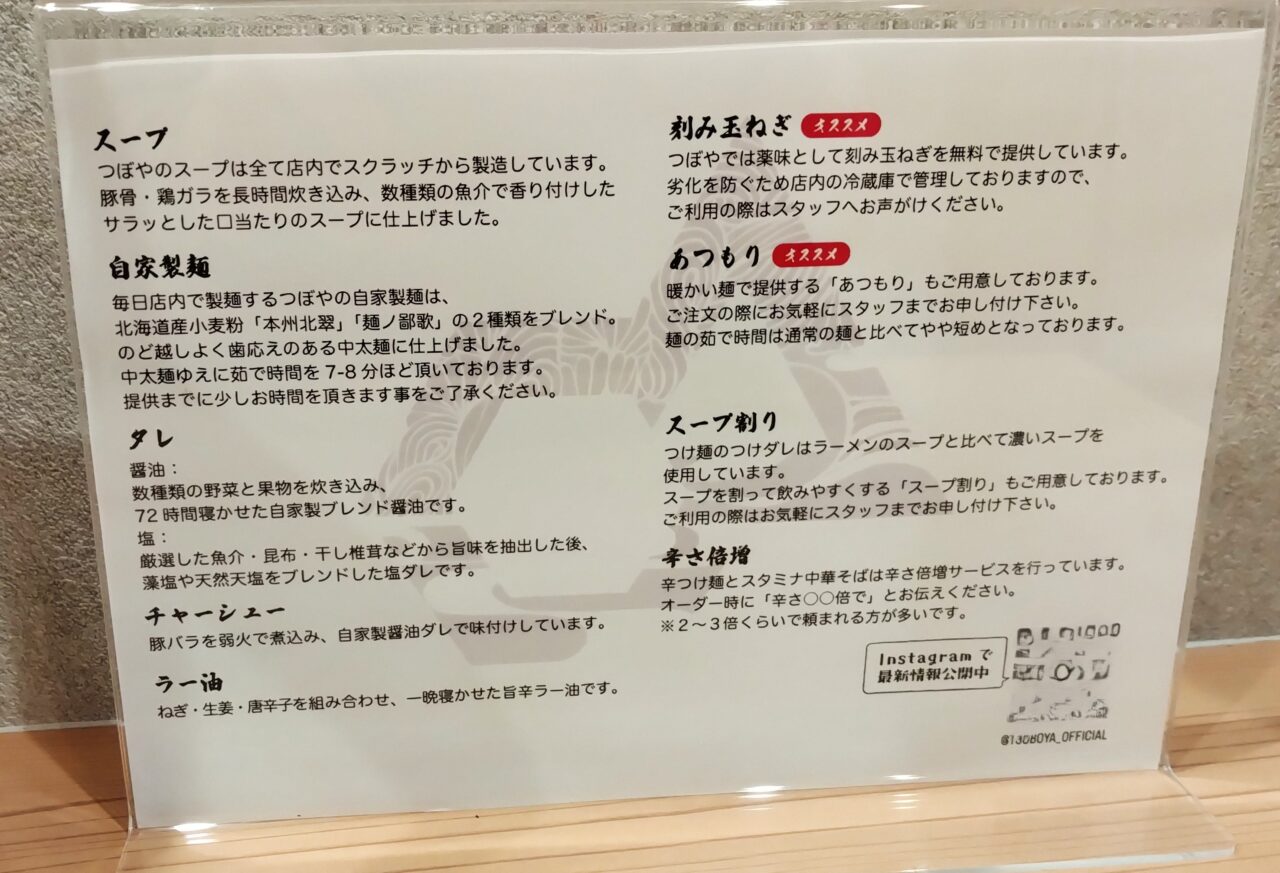 スープ
つぼやのスープは全て店内でスクラッチから製造しています。
豚骨・鶏ガラを長時間炊き込み、数種類の魚介で香り付けした
サラッとした口当たりのスープに仕上げました。
自家製麺
毎日店内で製麺するつぼやの自家製麺は、
北海道産小麦粉「本州北翠」「麺ノ鄙歌」の２種類をブレンド。
のど越しよく歯応えのある中太麺に仕上げました。
中太麺ゆえに茹で時間を7-8分ほど頂いております。
提供までに少しお時間を頂きます事をご了承ください。
タレ
醤油：
数種類の野菜と果物を炊き込み、
72時間寝かせた自家製ブレンド醤油です。
塩：
厳選した魚介・昆布・干し椎茸などから旨味を抽出した後、
藻塩や天然天塩をブレンドした塩ダレです。
チャーシュー
豚バラを弱火で煮込み、自家製醤油ダレで味付けしています。
ラー油
ねぎ・生姜・唐辛子を組み合わせ、一晩寝かせた旨辛ラー油です。
刻み玉ねぎ オススメ
つぼやでは薬味として刻み玉ねぎを無料で提供しています。
劣化を防ぐため店内の冷蔵庫で管理しておりますので、
ご利用の際はスタッフへお声がけください。
あつもり オススメ
暖かい麺で提供する「あつもり」もご用意しております。
ご注文の際にお気軽にスタッフまでお申し付け下さい。
麺の茹で時間は通常の麺と比べてやや短めとなっております。
スープ割り
つけ麺のつけダレはラーメンのスープと比べて濃いスープを
使用しています。
スープを割って飲みやすくする「スープ割り」もご用意しております。
ご利用の際はお気軽にスタッフまでお申し付け下さい。
辛さ倍増
辛つけ麺とスタミナ中華そばは辛さ倍増サービスを行っています。
オーダー時に「辛さ〇〇倍で」とお伝えください。
※２～３倍くらいで頼まれる方が多いです。
Instagramで
最新情報公開中